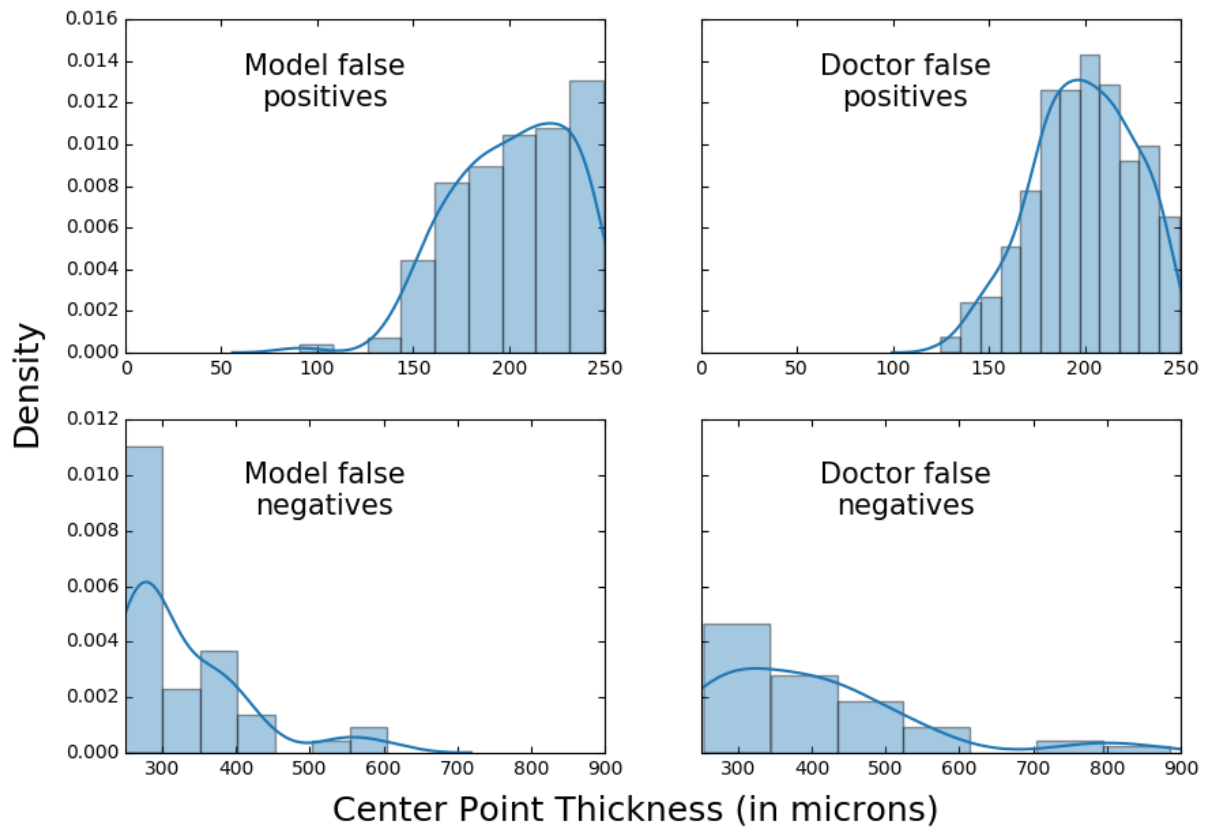 0.016
0.014
0.012
0.010
0.008
0.006
0.004
0.002
0.000
Model false
positives
0 50 100 150 200 250
Doctor false
positives
0 50 100 150 200 250
Density
0.012
0.010
0.008
0.006
0.004
0.002
0.000
Model false
negatives
300 400 500 600 700 800 900
Doctor false
negatives
300 400 500 600 700 800 900
Center Point Thickness (in microns)